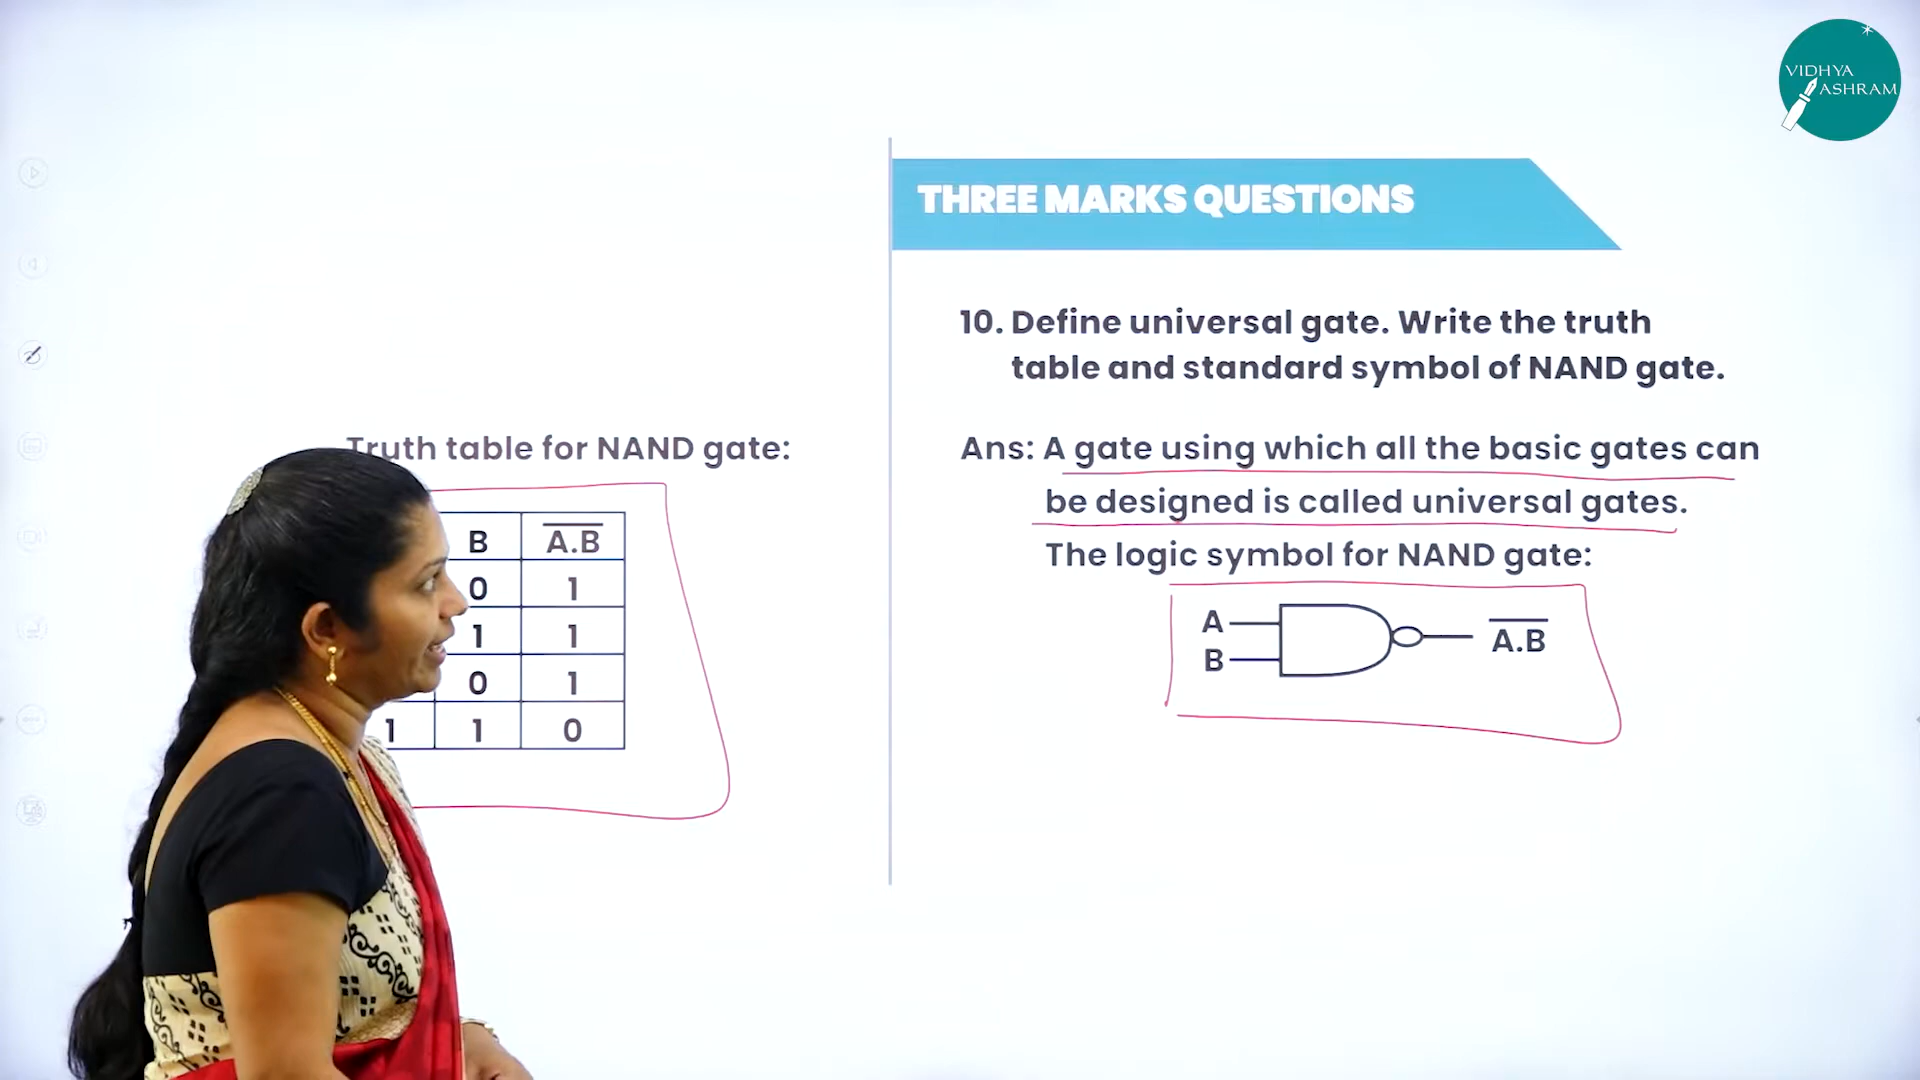 VIDHYA
ASHRAM
THREE MARKS QUESTIONS
10. Define universal gate. Write the truth
table and standard symbol of NAND gate.
Truth table for NAND gate:
B A.B
0 1
1 1
0 1
1 1 0
Ans: A gate using which all the basic gates can
be designed is called universal gates.
The logic symbol for NAND gate:
A
B
A.B